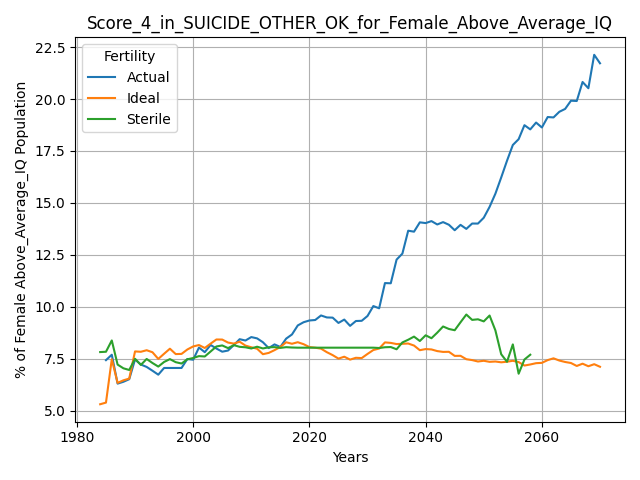 Score_4_in_SUICIDE_OTHER_OK_for_Female_Above_Average_IQ
% of Female Above_Average_IQ Population
22.5
20.0
17.5
15.0
12.5
10.0
7.5
5.0
Fertility
Actual
Ideal
Sterile
1980
2000
2020
2040
2060
Years